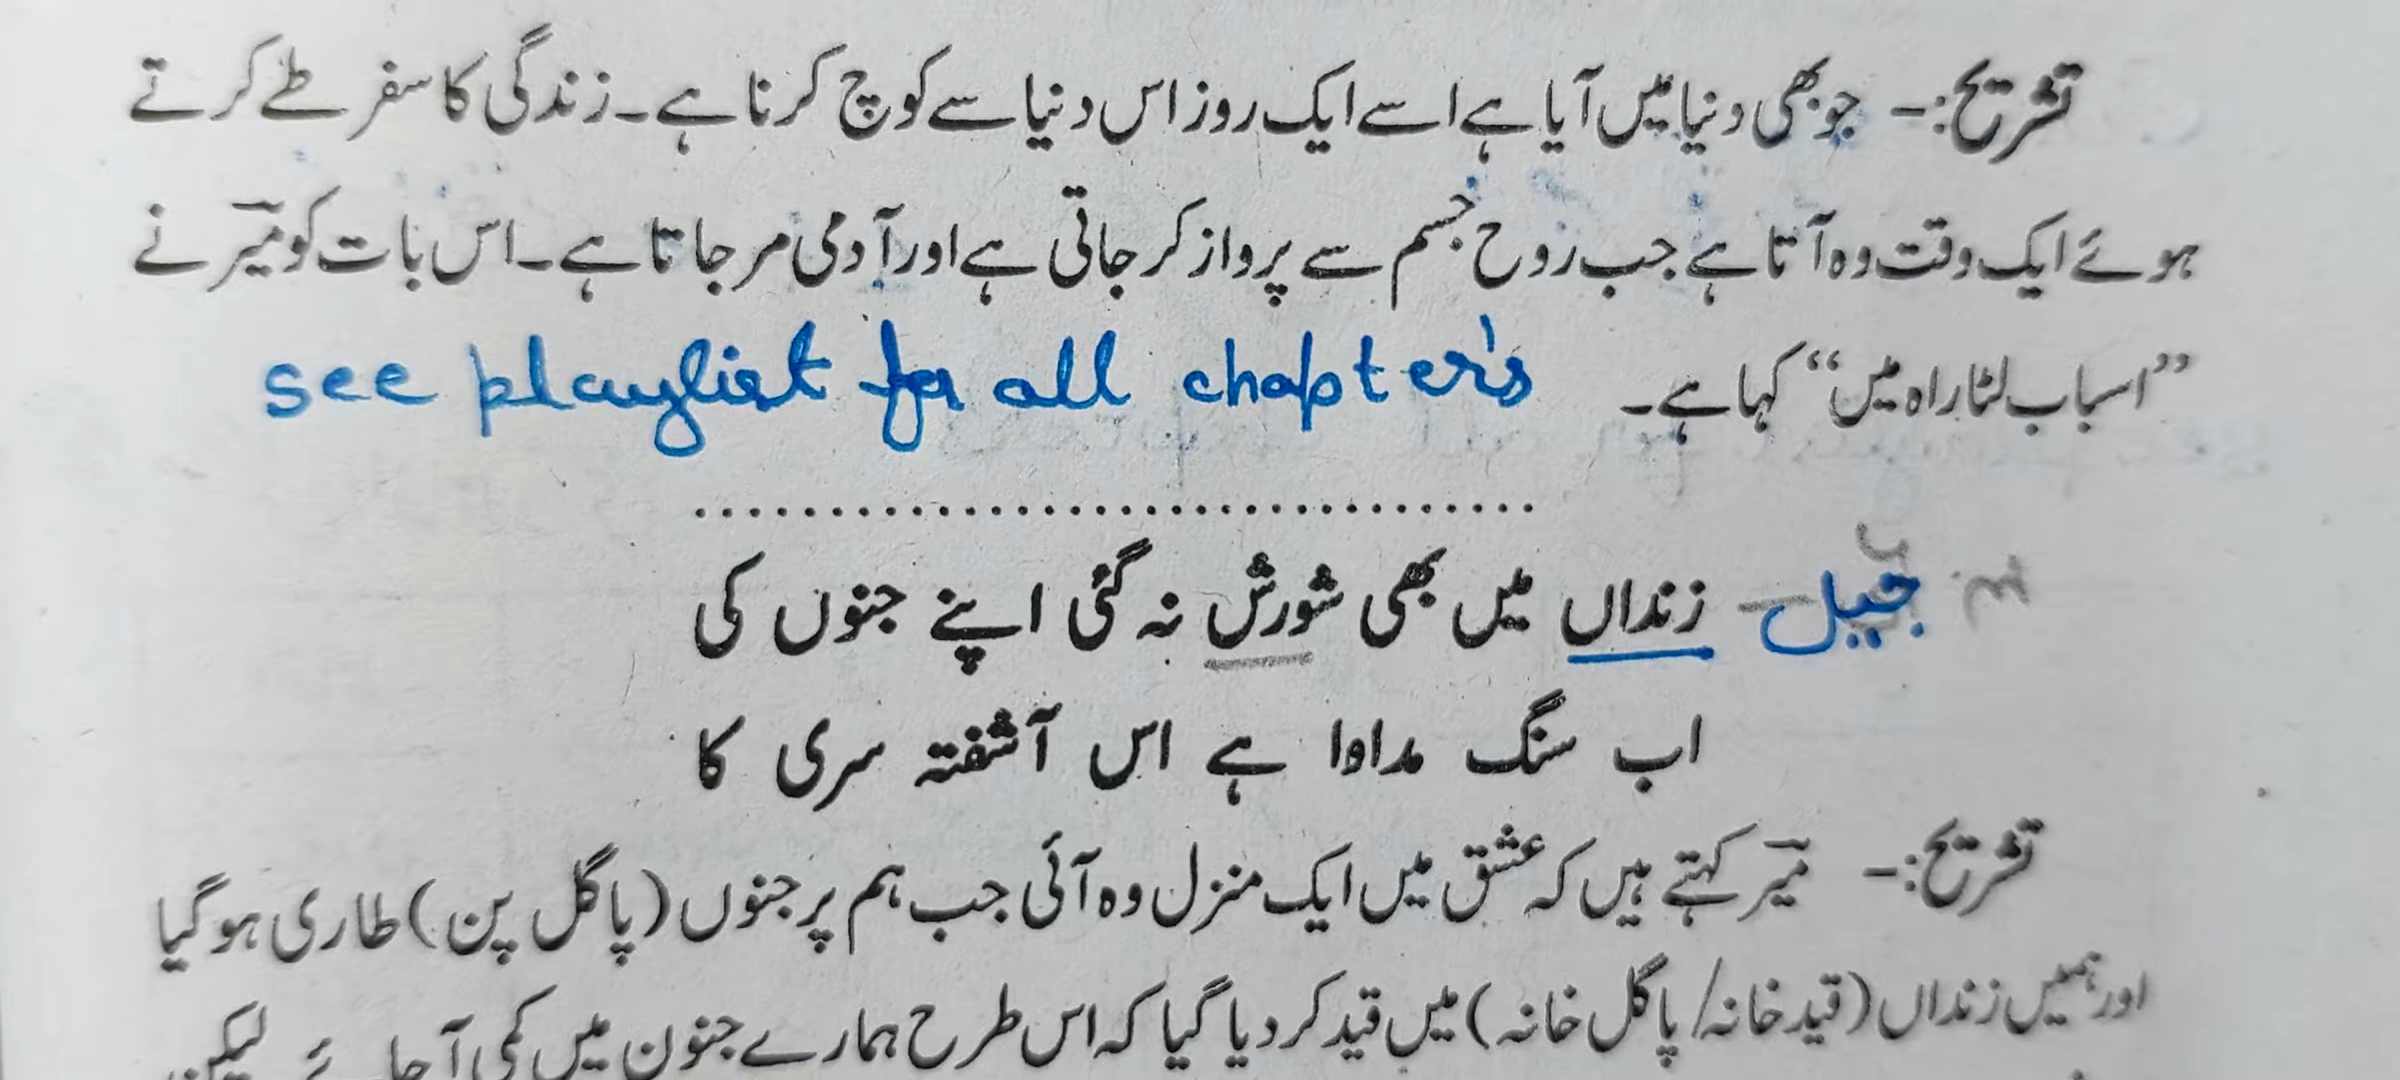 تشریح:- جو بھی دنیا میں آیا ہے اسے ایک روز اس دنیا سے کوچ کرنا ہے۔ زندگی کا سفر طے کرتے
ہوئے ایک وقت وہ آتا ہے جب روح جسم سے پرواز کر جاتی ہے اور آدمی مر جاتا ہے۔ اس بات کو میرؔ نے
”اسباب لٹا راہ میں“ کہا ہے۔ see playlist for all chapter's
جیل - زنداں میں بھی شورش نہ گئی اپنے جنوں کی
اب سنگ مداوا ہے اس آشفتہ سری کا
تشریح:- میرؔ کہتے ہیں کہ عشق میں ایک منزل وہ آئی جب ہم پر جنوں (پاگل پن) طاری ہو گیا
اور ہمیں زنداں (قید خانہ/ پاگل خانہ) میں قید کر دیا گیا کہ اس طرح ہمارے جنون میں کمی آ جائے لیکن